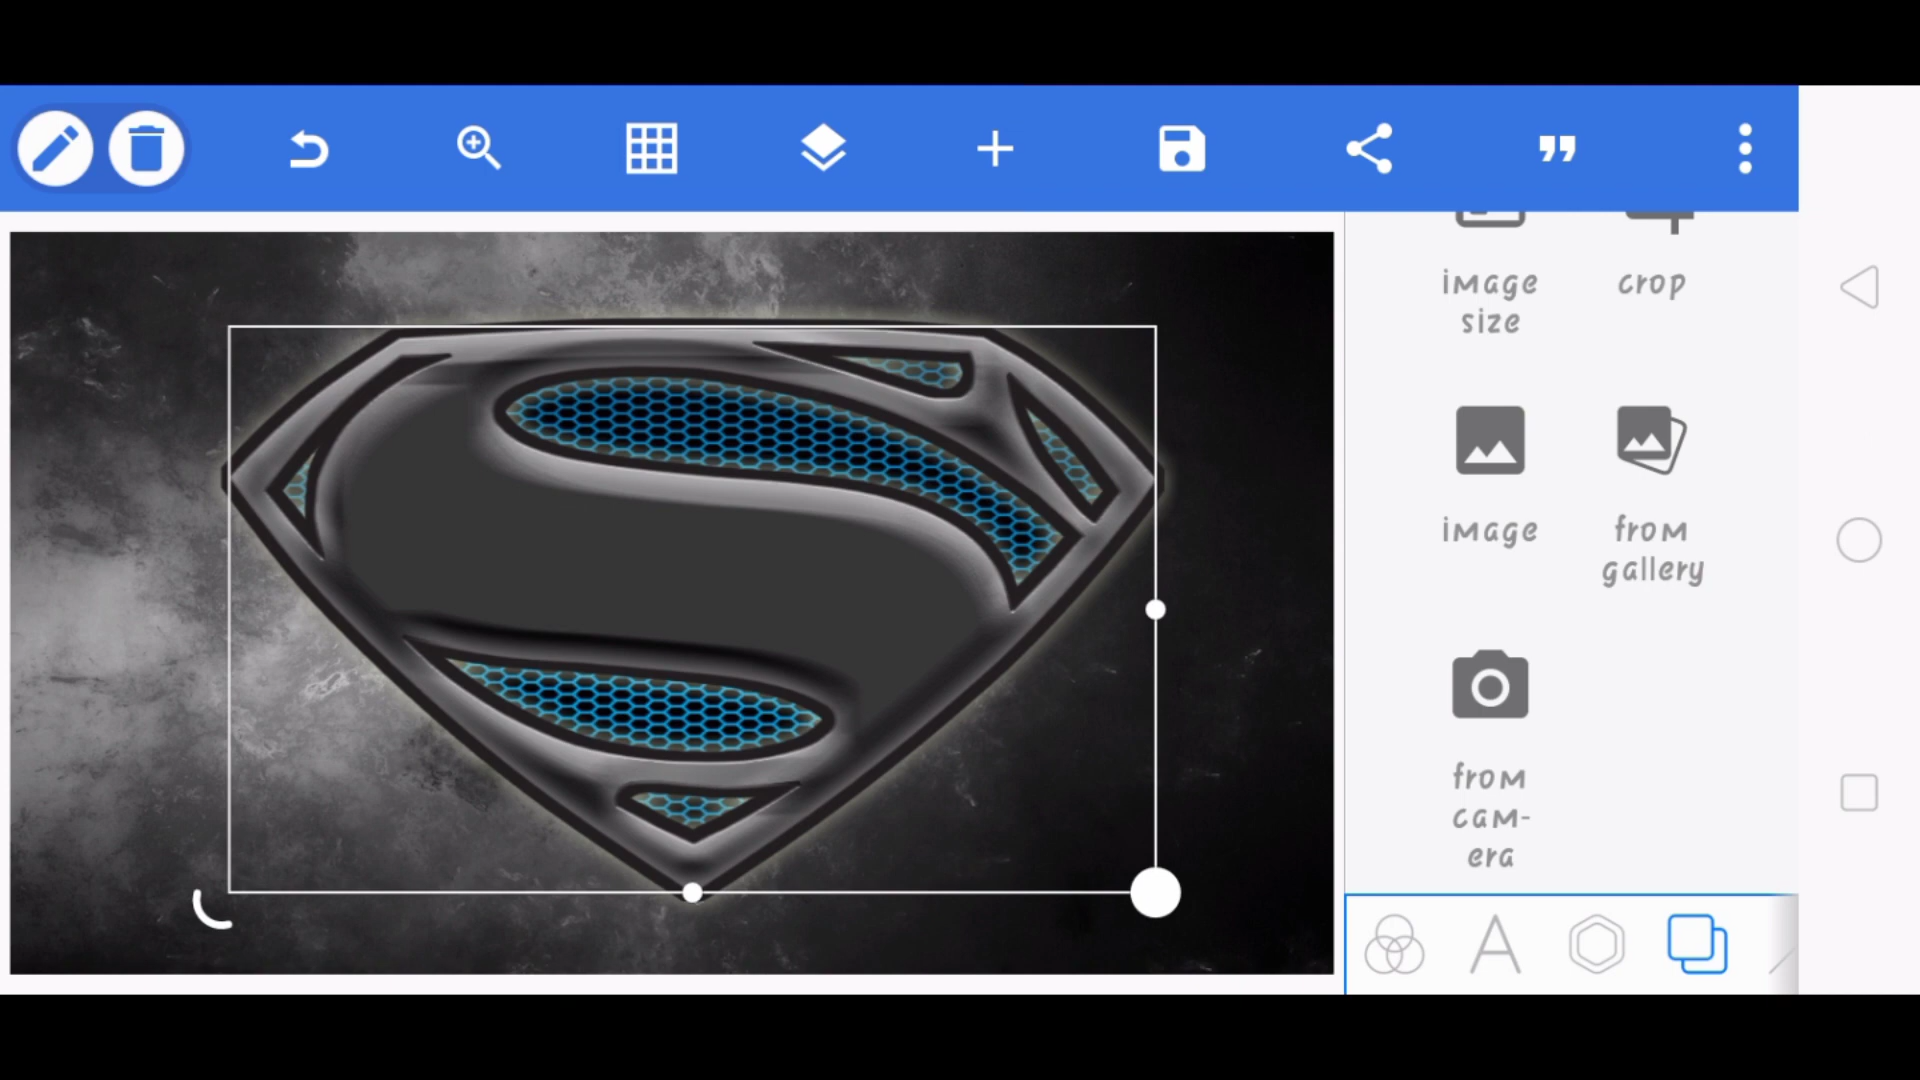 image
size
crop
image
from
gallery
from
cam-
era